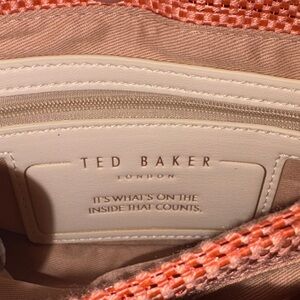 TED BAKER
LONDON
IT'S WHAT'S ON THE
INSIDE THAT COUNTS.